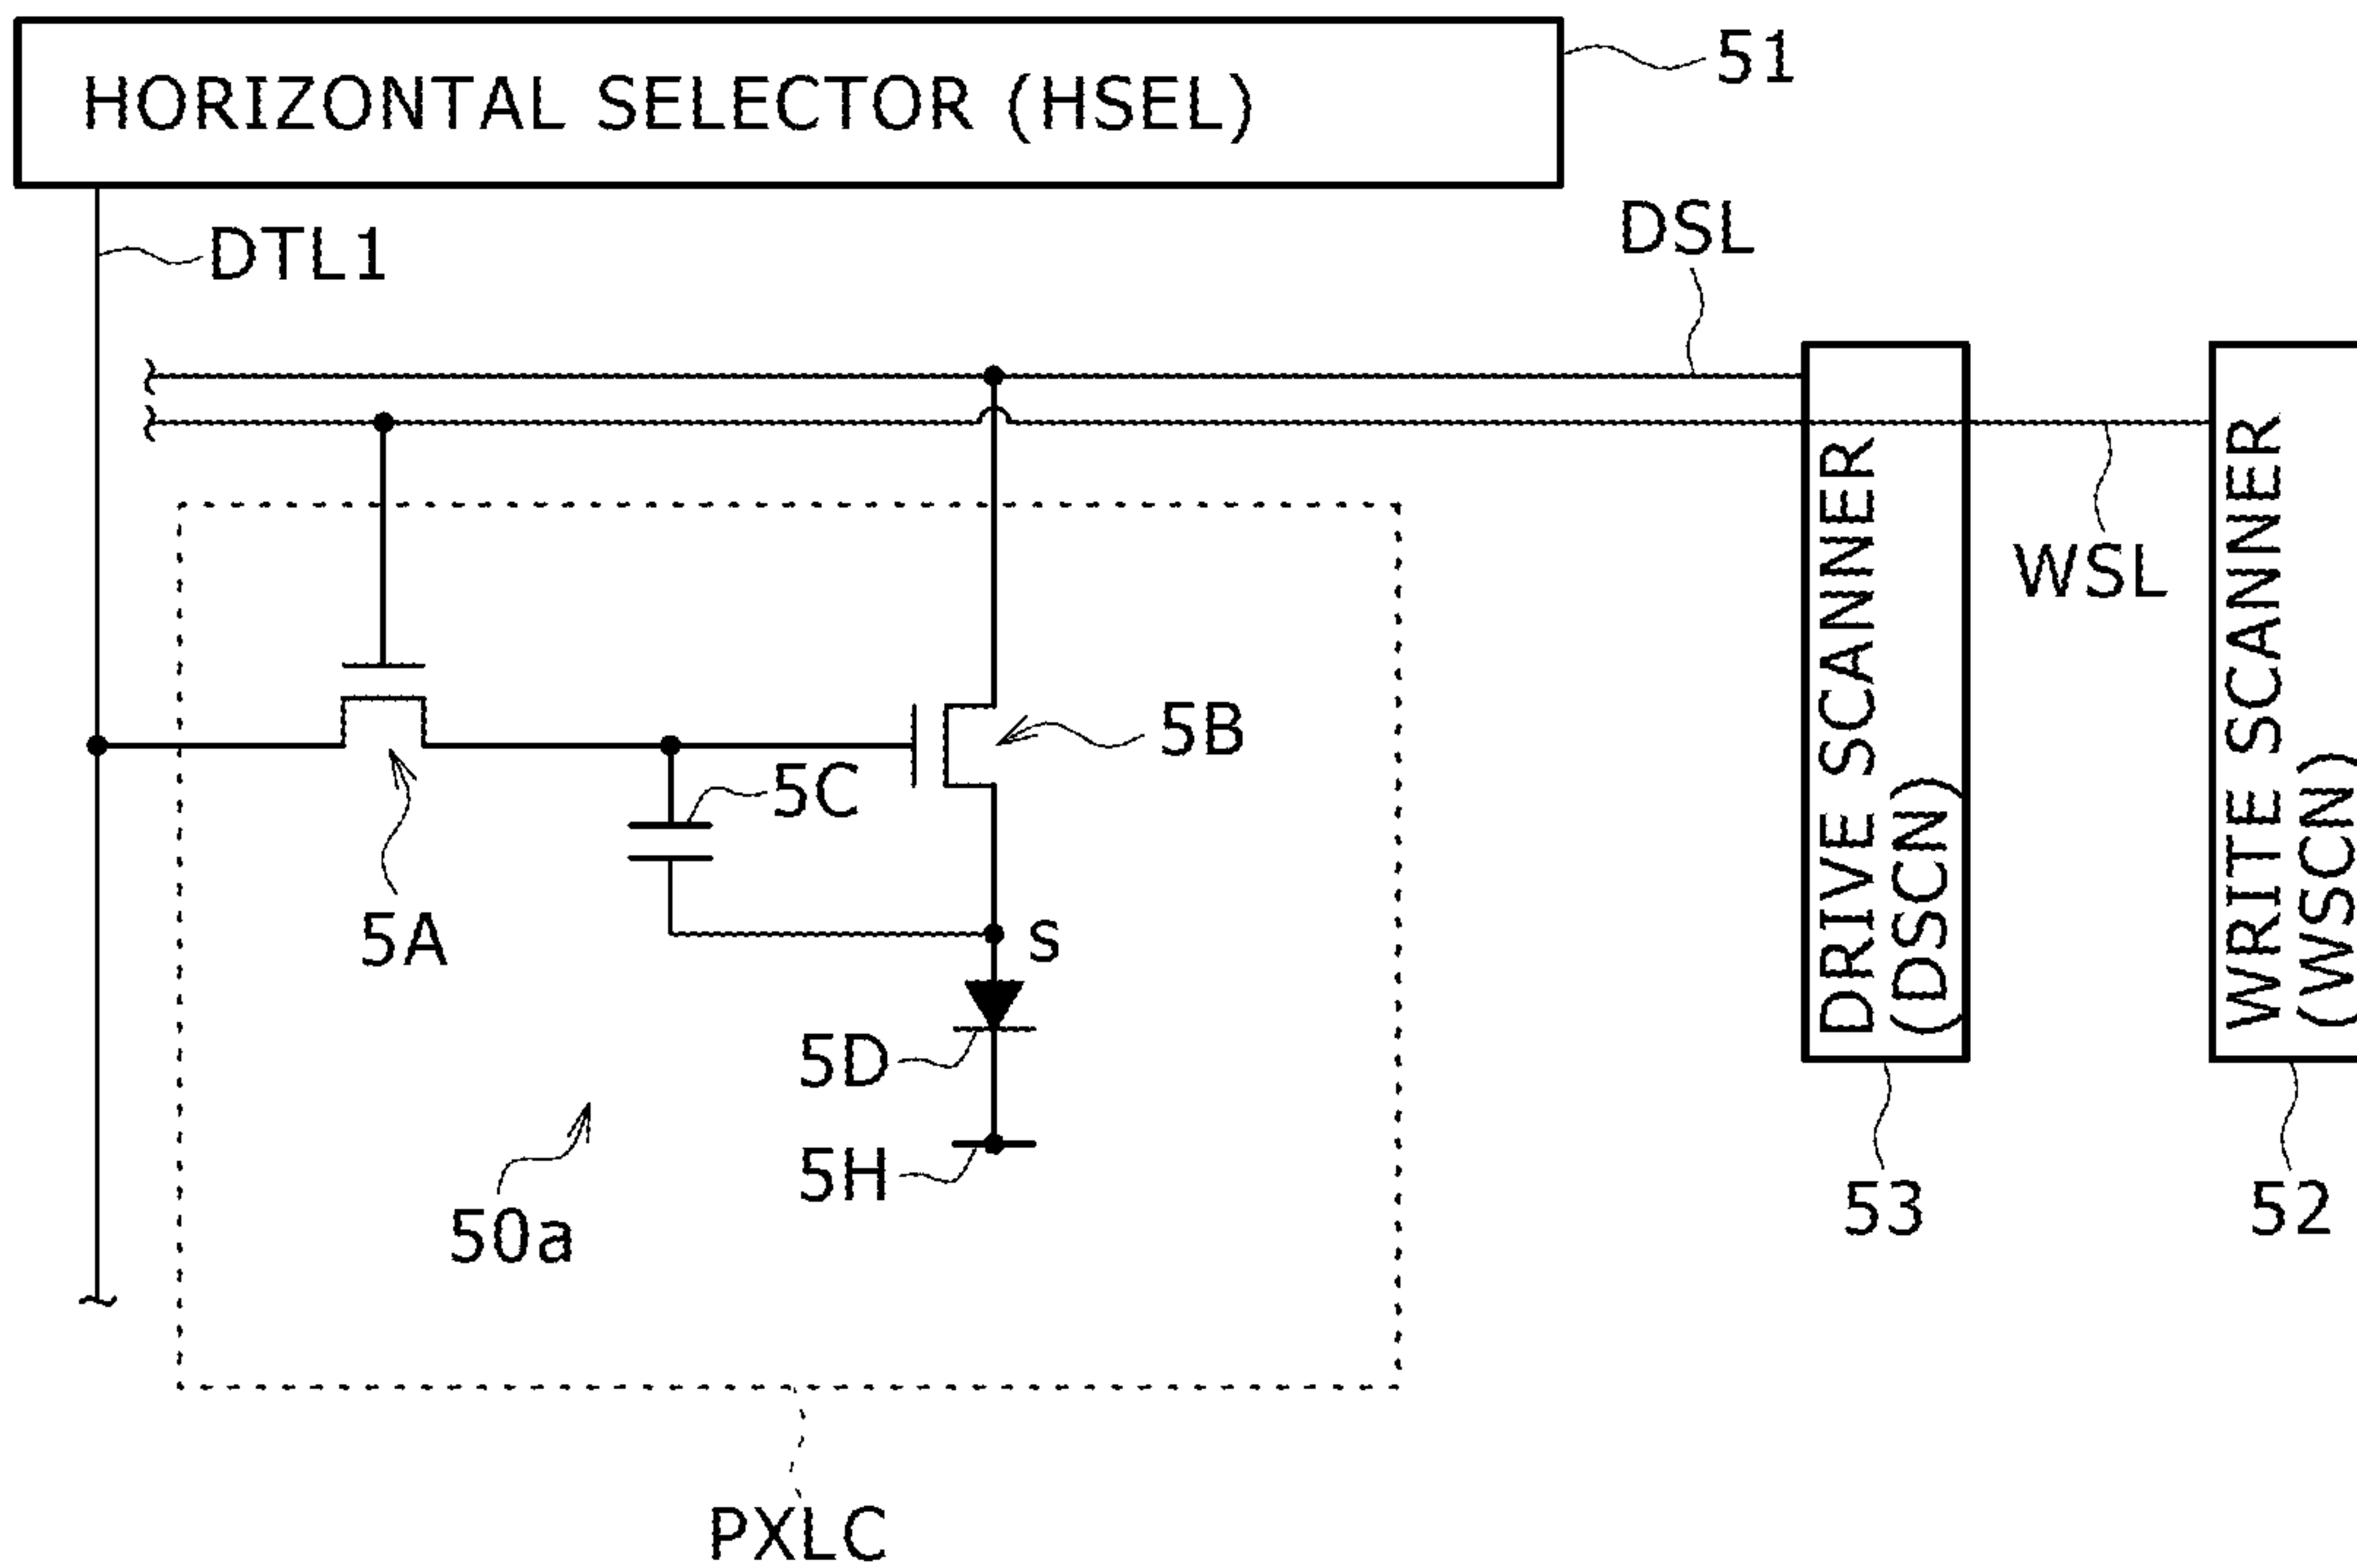 HORIZONTAL SELECTOR (HSEL)
51
DTL1
DSL
WSL
DRIVE SCANNER
(DSCN)
WRITE SCANNER
(WSCN)
5B
5C
5A
s
5D
5H
50a
53
52
PXLC